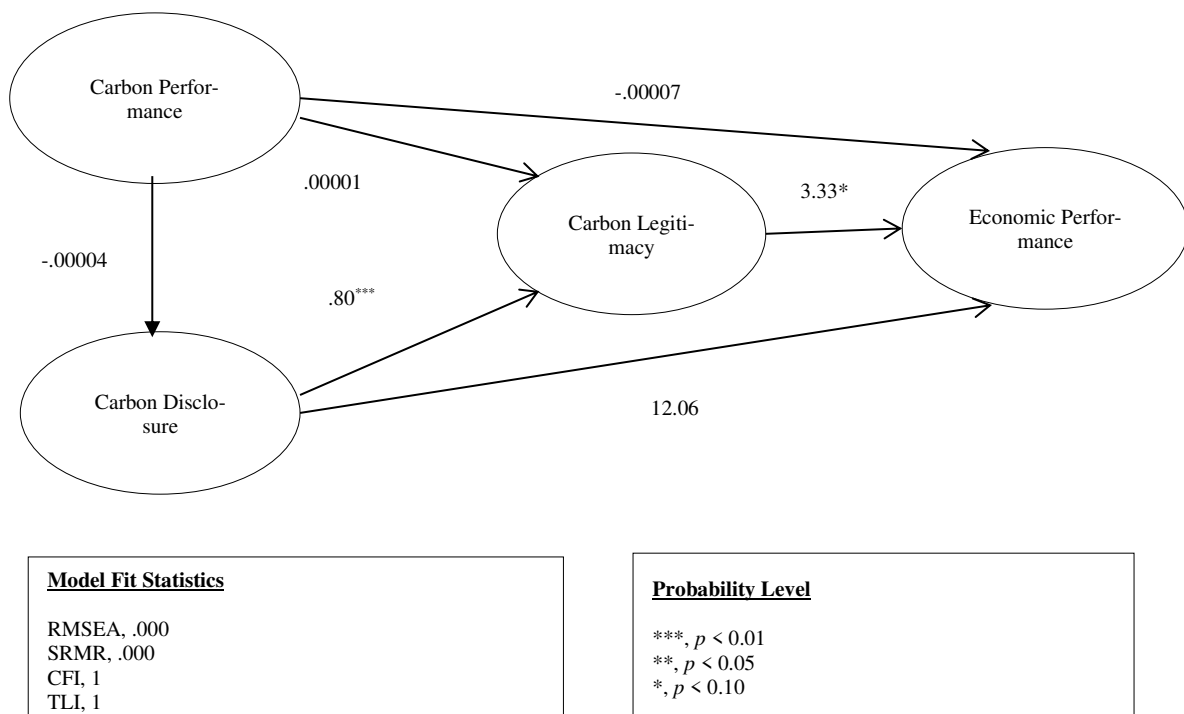 Carbon Perfor-
mance
-.00007
.00001
3.33*
Carbon Legiti-
macy
Economic Perfor-
mance
-.00004
.80***
Carbon Disclo-
sure
12.06
Model Fit Statistics
RMSEA, .000
SRMR, .000
CFI, 1
TLI, 1
Probability Level
***, p < 0.01
**, p < 0.05
*, p < 0.10